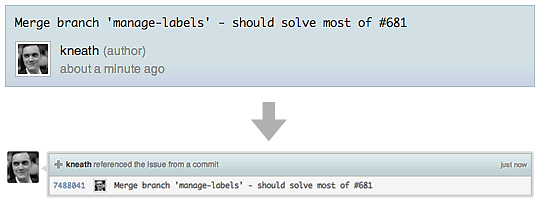 Merge branch 'manage-labels' - should solve most of #681
kneath (author)
about a minute ago
kneath referenced the issue from a commit just now
7488041 Merge branch 'manage-labels' - should solve most of #681